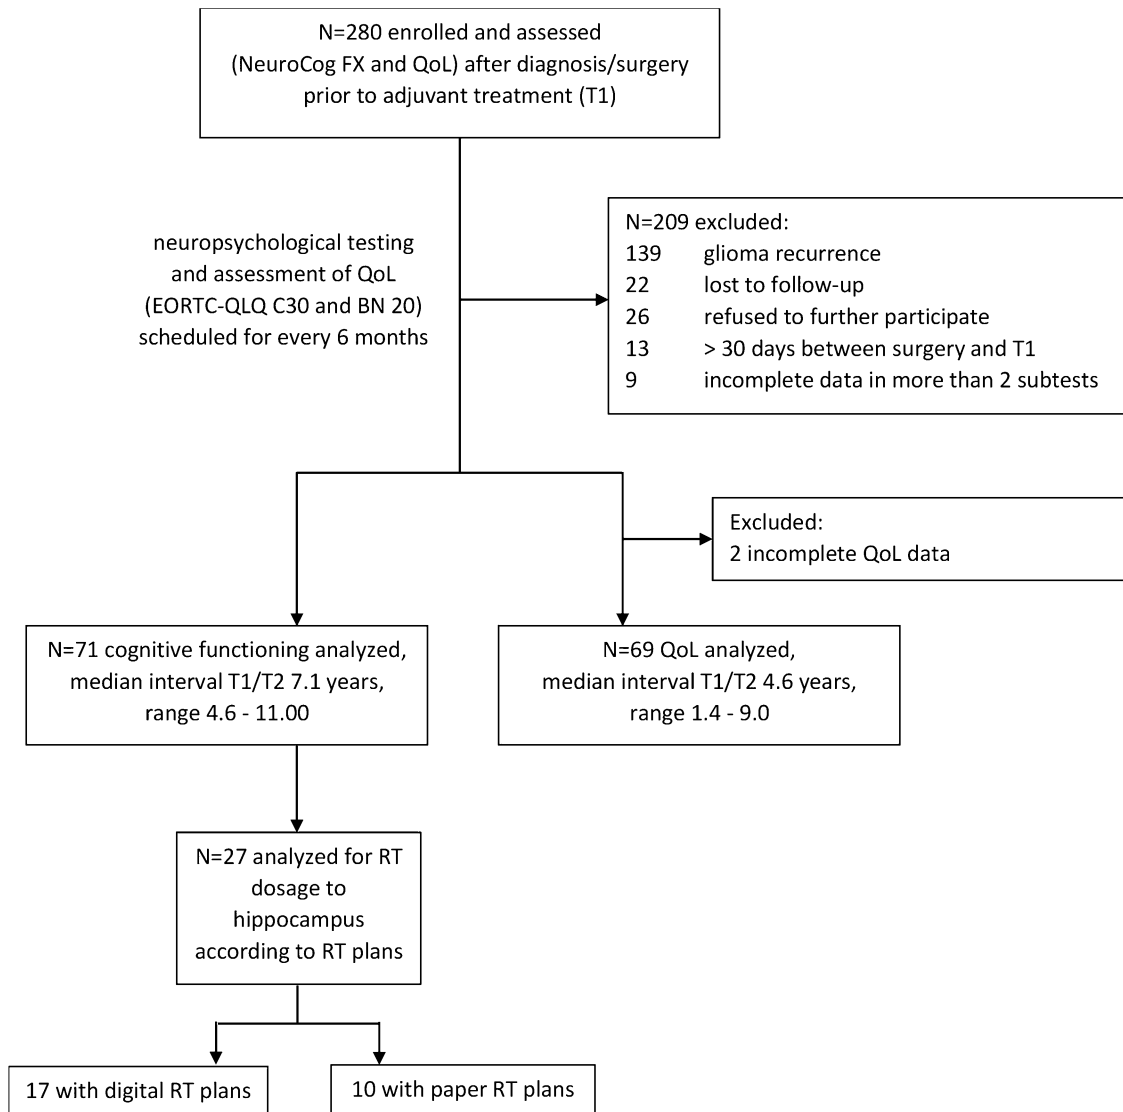 N=280 enrolled and assessed
(NeuroCog FX and QoL) after diagnosis/surgery
prior to adjuvant treatment (T1)
neuropsychological testing
and assessment of QoL
(EORTC-QLQ C30 and BN 20)
scheduled for every 6 months
N=209 excluded:
139 glioma recurrence
22 lost to follow-up
26 refused to further participate
13 > 30 days between surgery and T1
9 incomplete data in more than 2 subtests
Excluded:
2 incomplete QoL data
N=71 cognitive functioning analyzed,
median interval T1/T2 7.1 years,
range 4.6 - 11.00
N=69 QoL analyzed,
median interval T1/T2 4.6 years,
range 1.4 - 9.0
N=27 analyzed for RT
dosage to
hippocampus
according to RT plans
17 with digital RT plans
10 with paper RT plans